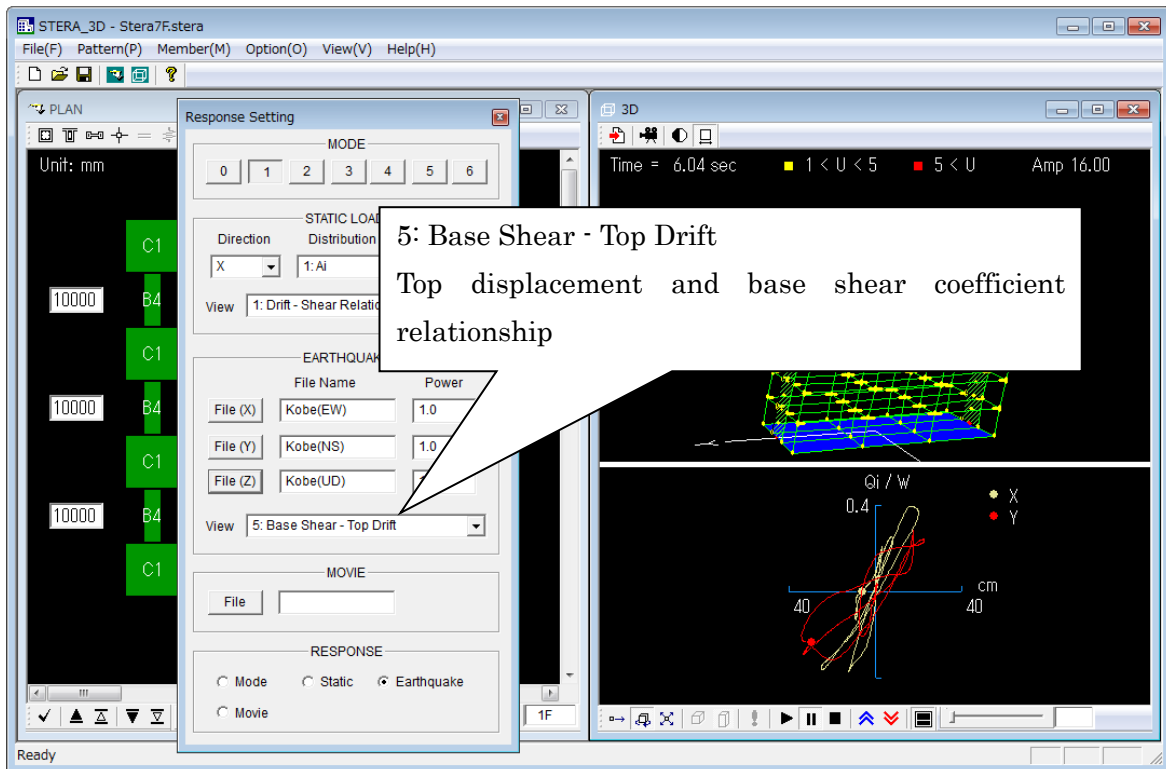 STERA_3D - Stera7F.stera
File(F) Pattern(P) Member(M) Option(O) View(V) Help(H)
PLAN
Unit: mm
C1
10000 B4
C1
10000 B4
C1
10000 B4
C1
1F
Response Setting
MODE
0 1 2 3 4 5 6
STATIC LOAD
Direction Distribution
X 1: Ai
View 1: Drift - Shear Relatio
EARTHQUAK
File Name Power
File (X) Kobe(EW) 1.0
File (Y) Kobe(NS) 1.0
File (Z) Kobe(UD)
View 5: Base Shear - Top Drift
MOVIE
File
RESPONSE
Mode Static Earthquake
Movie
5: Base Shear - Top Drift
Top displacement and base shear coefficient
relationship
3D
Time = 6.04 sec 1 < U < 5 5 < U Amp 16.00
Qi / W
0.4
X
Y
cm
40 40
Ready